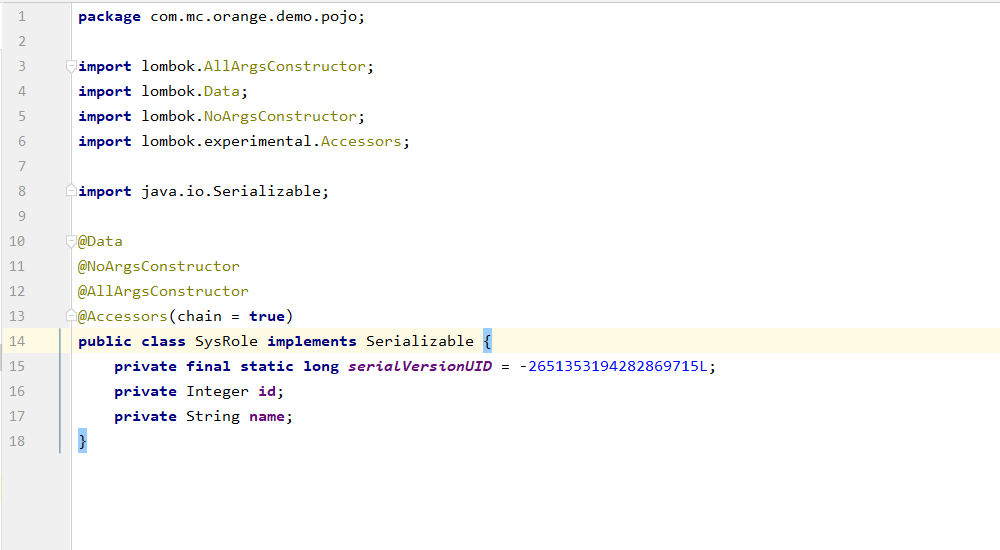 1 package com.mc.orange.demo.pojo;
2
3 import lombok.AllArgsConstructor;
4 import lombok.Data;
5 import lombok.NoArgsConstructor;
6 import lombok.experimental.Accessors;
7
8 import java.io.Serializable;
9
10 @Data
11 @NoArgsConstructor
12 @AllArgsConstructor
13 @Accessors(chain = true)
14 public class SysRole implements Serializable {
15     private final static long serialVersionUID = -2651353194282869715L;
16     private Integer id;
17     private String name;
18 }